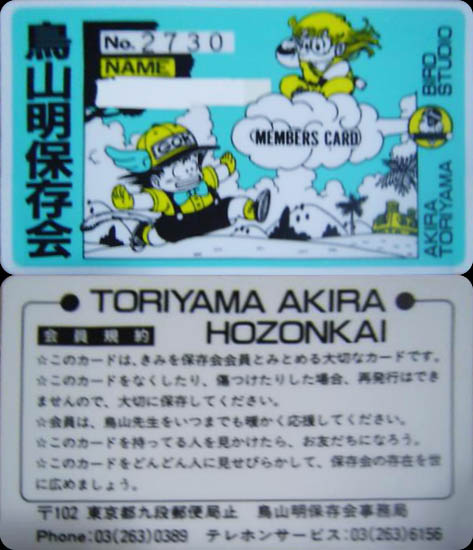 鳥山明保存会
No. 2730
NAME
MEMBERS CARD
GOKU
AKIRA TORIYAMA
BIRD STUDIO
TORIYAMA AKIRA
HOZONKAI
会員規約
☆このカードは、きみを保存会会員とみとめる大切なカードです。
☆このカードをなくしたり、傷つけたりした場合、再発行はでき
ませんので、大切に保存してください。
☆会員は、鳥山先生をいつまでも暖かく応援してください。
☆このカードを持ってる人を見かけたら、お友だちになろう。
☆このカードをどんどん人に見せびらかして、保存会の存在を世
に広めましょう。
〒102 東京都九段郵便局止 鳥山明保存会事務局
Phone:03(263)0389 テレホンサービス:03(263)6156